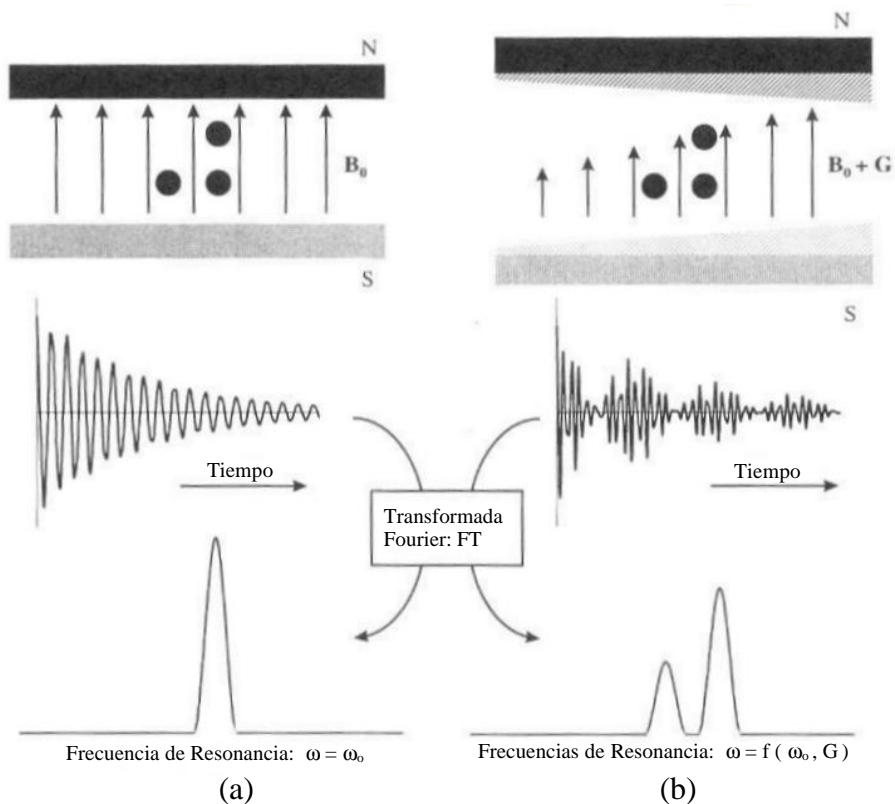 N
B₀
S
Tiempo
Frecuencia de Resonancia: ω = ωₒ
(a)
Transformada
Fourier: FT
N
B₀ + G
S
Tiempo
Frecuencias de Resonancia: ω = f ( ωₒ , G )
(b)